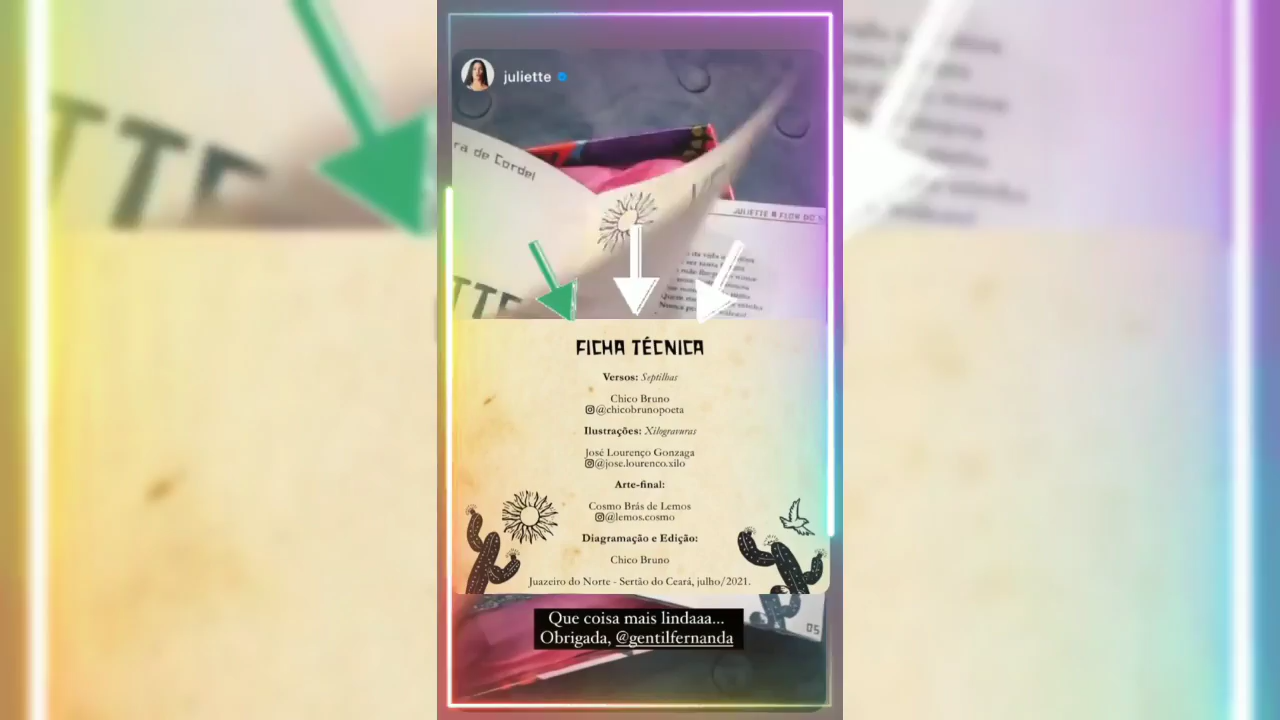 juliette
ra de Cordel
JULIETTE
FLOR DO
TTE
FICHA TÉCNICA
Versos: Septilhas
Chico Bruno
@chicobrunopoeta
Ilustrações: Xilogravuras
José Lourenço Gonzaga
@jose.lourenco.xilo
Arte-final:
Cosmo Brás de Lemos
@lemos.cosmo
Diagramação e Edição:
Chico Bruno
Juazeiro do Norte - Sertão do Ceará, julho/2021.
Que coisa mais lindaaa...
Obrigada, @gentilfernanda
05